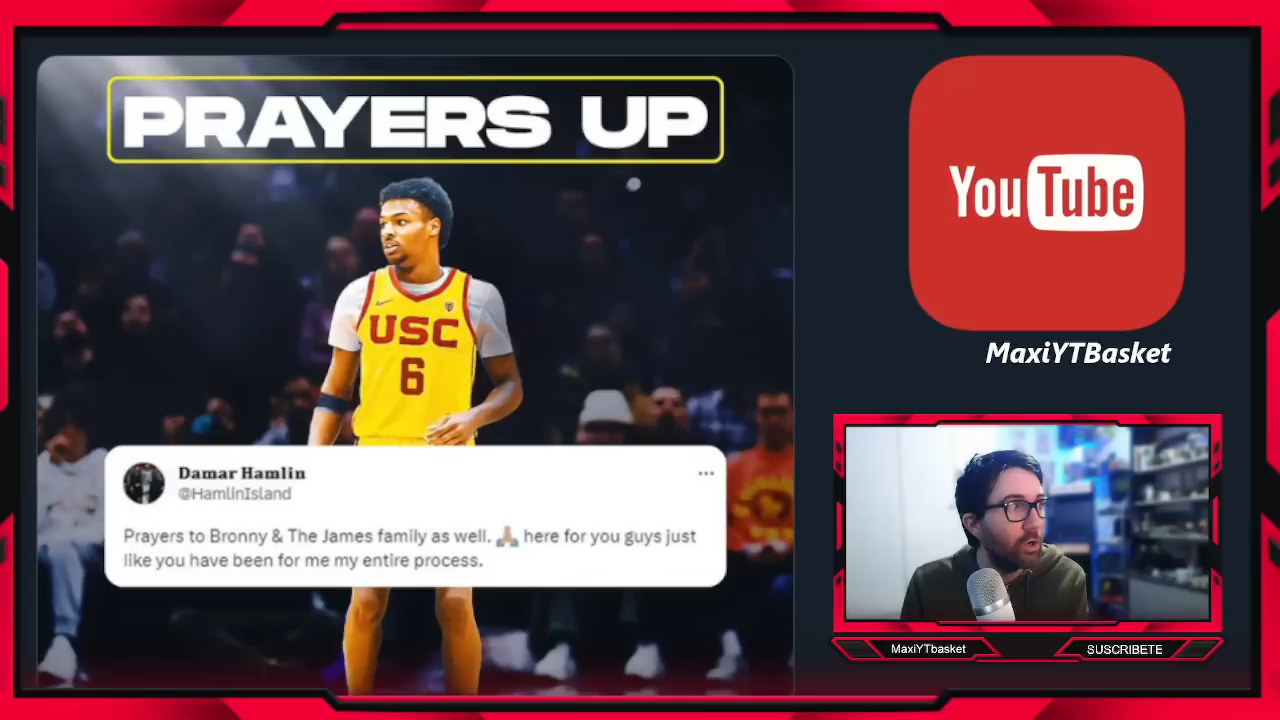 PRAYERS UP
USC
6
Damar Hamlin
@HamlinIsland
Prayers to Bronny & The James family as well. 🙏🏼 here for you guys just
like you have been for me my entire process.
YouTube
MaxiYTBasket
MaxiYTbasket
SUSCRIBETE